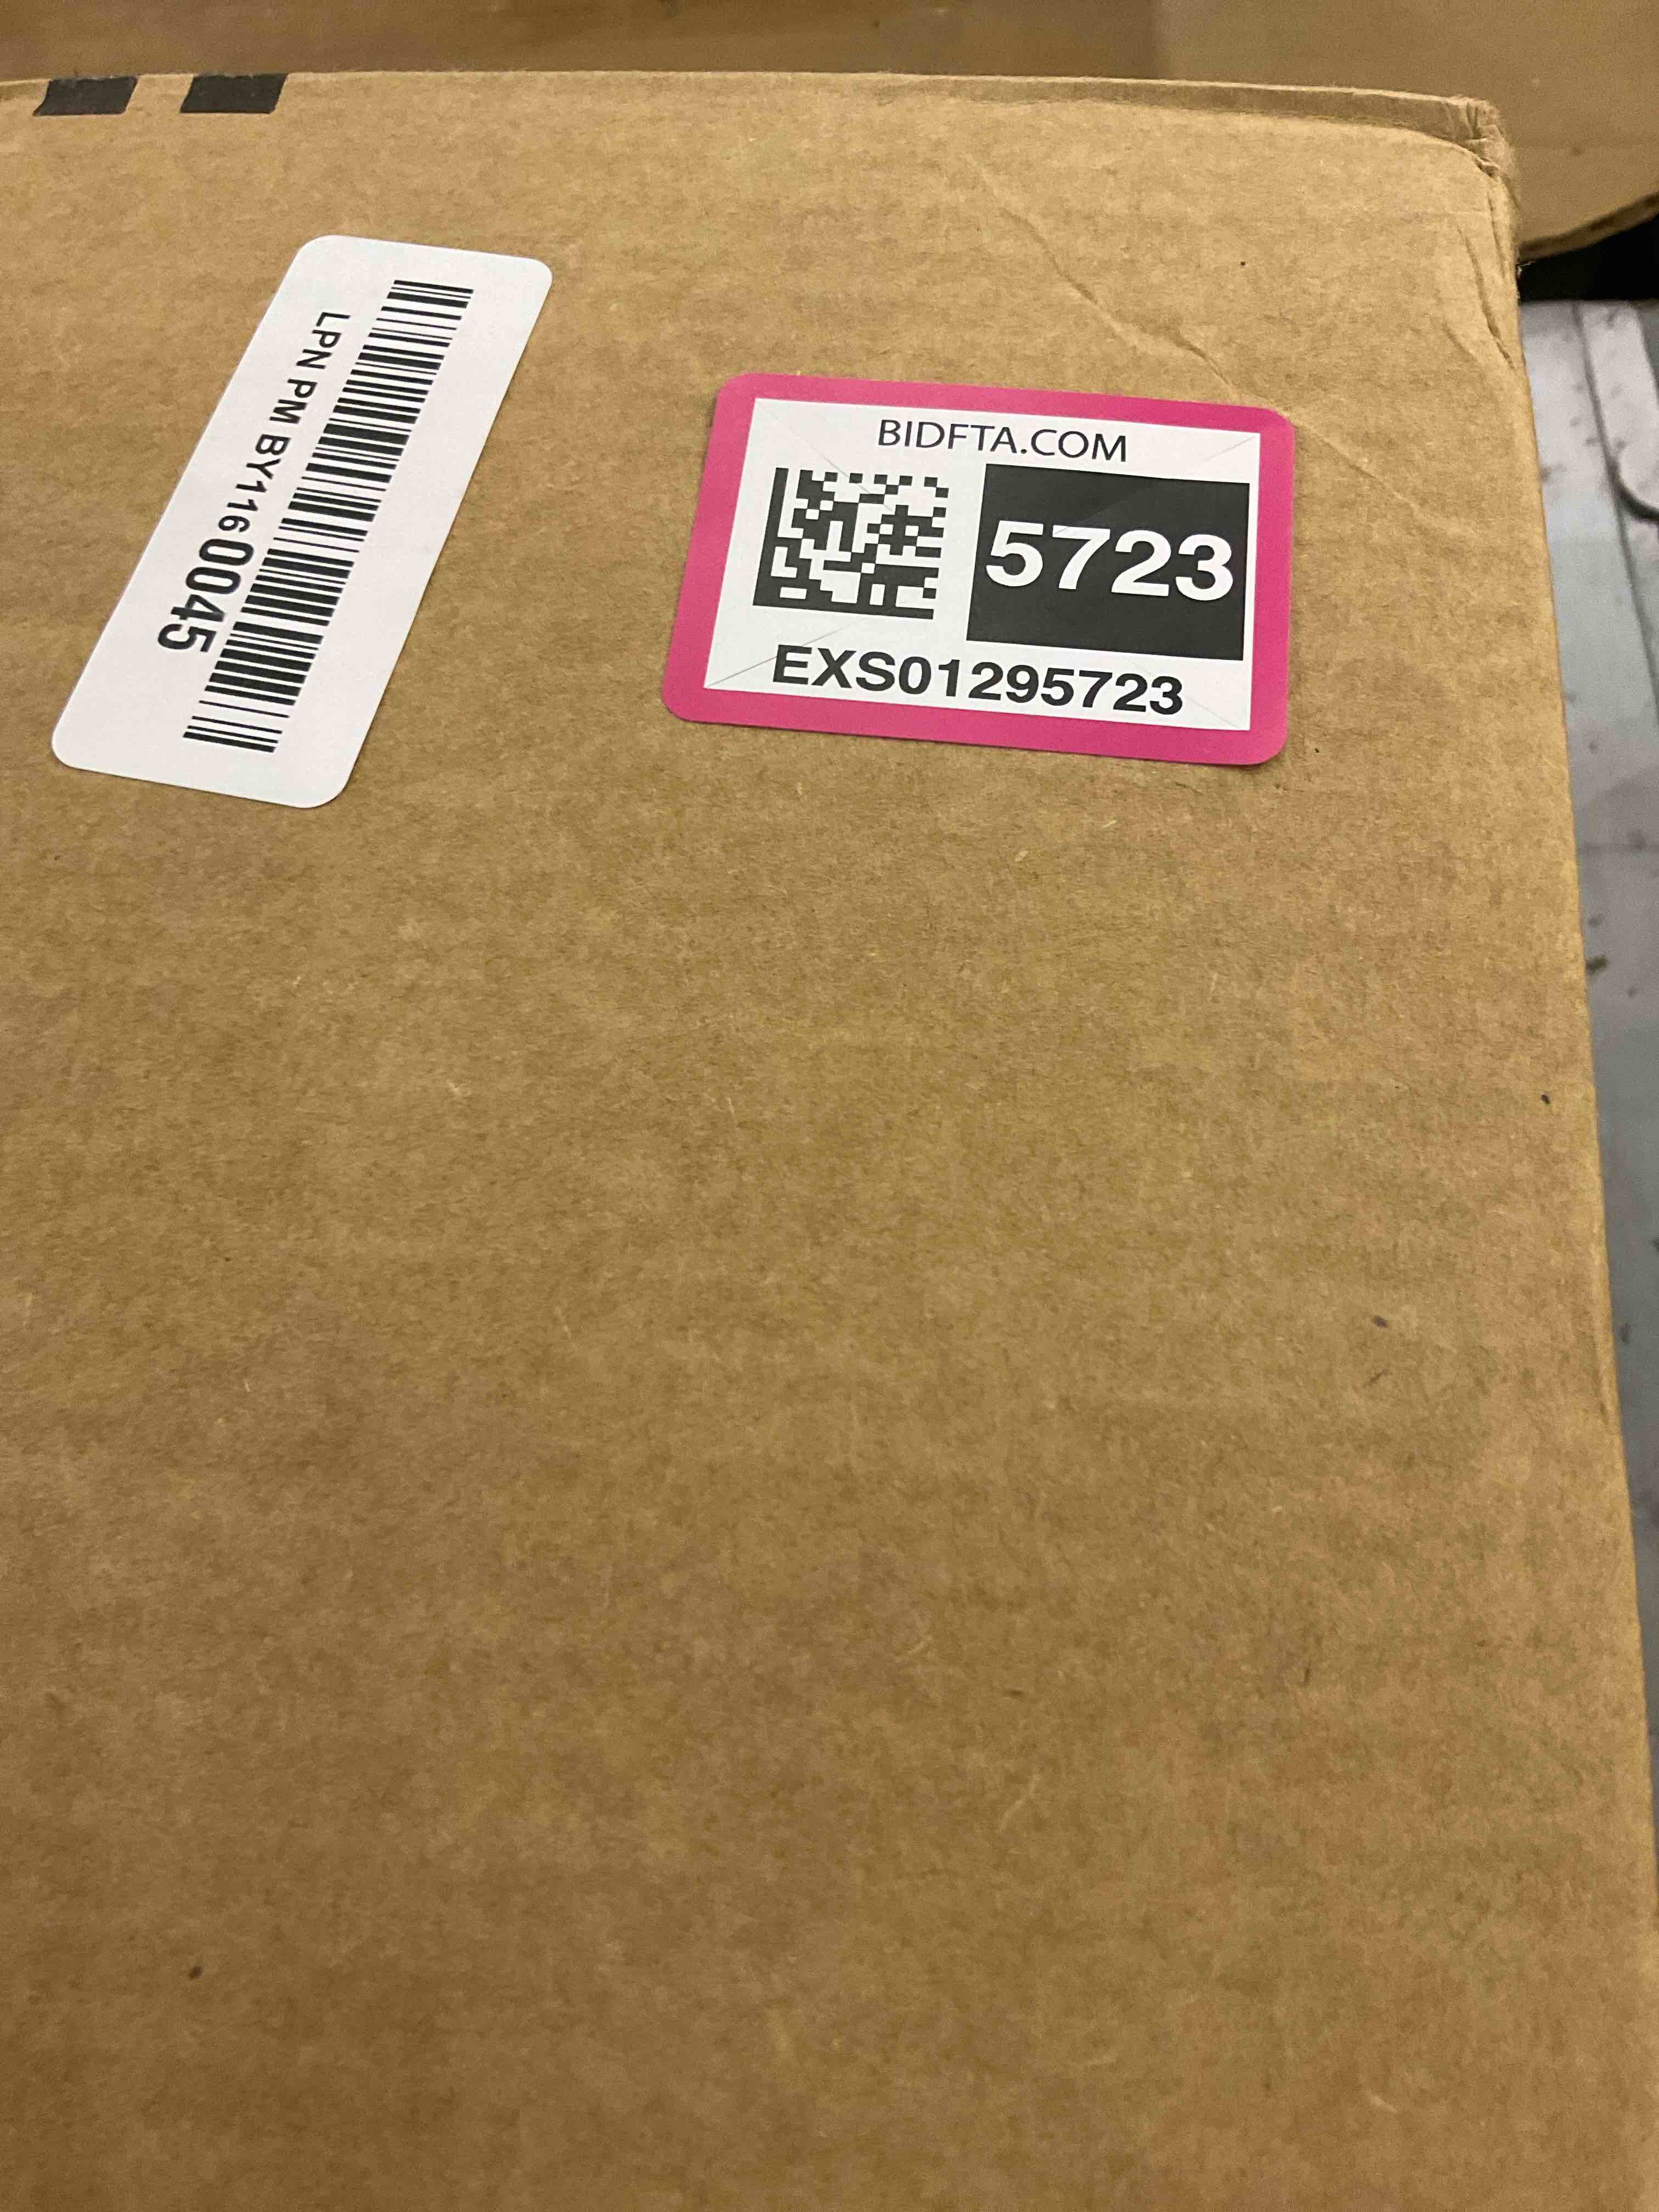 LPN PM BY1160045
BIDFTA.COM
5723
EXS01295723